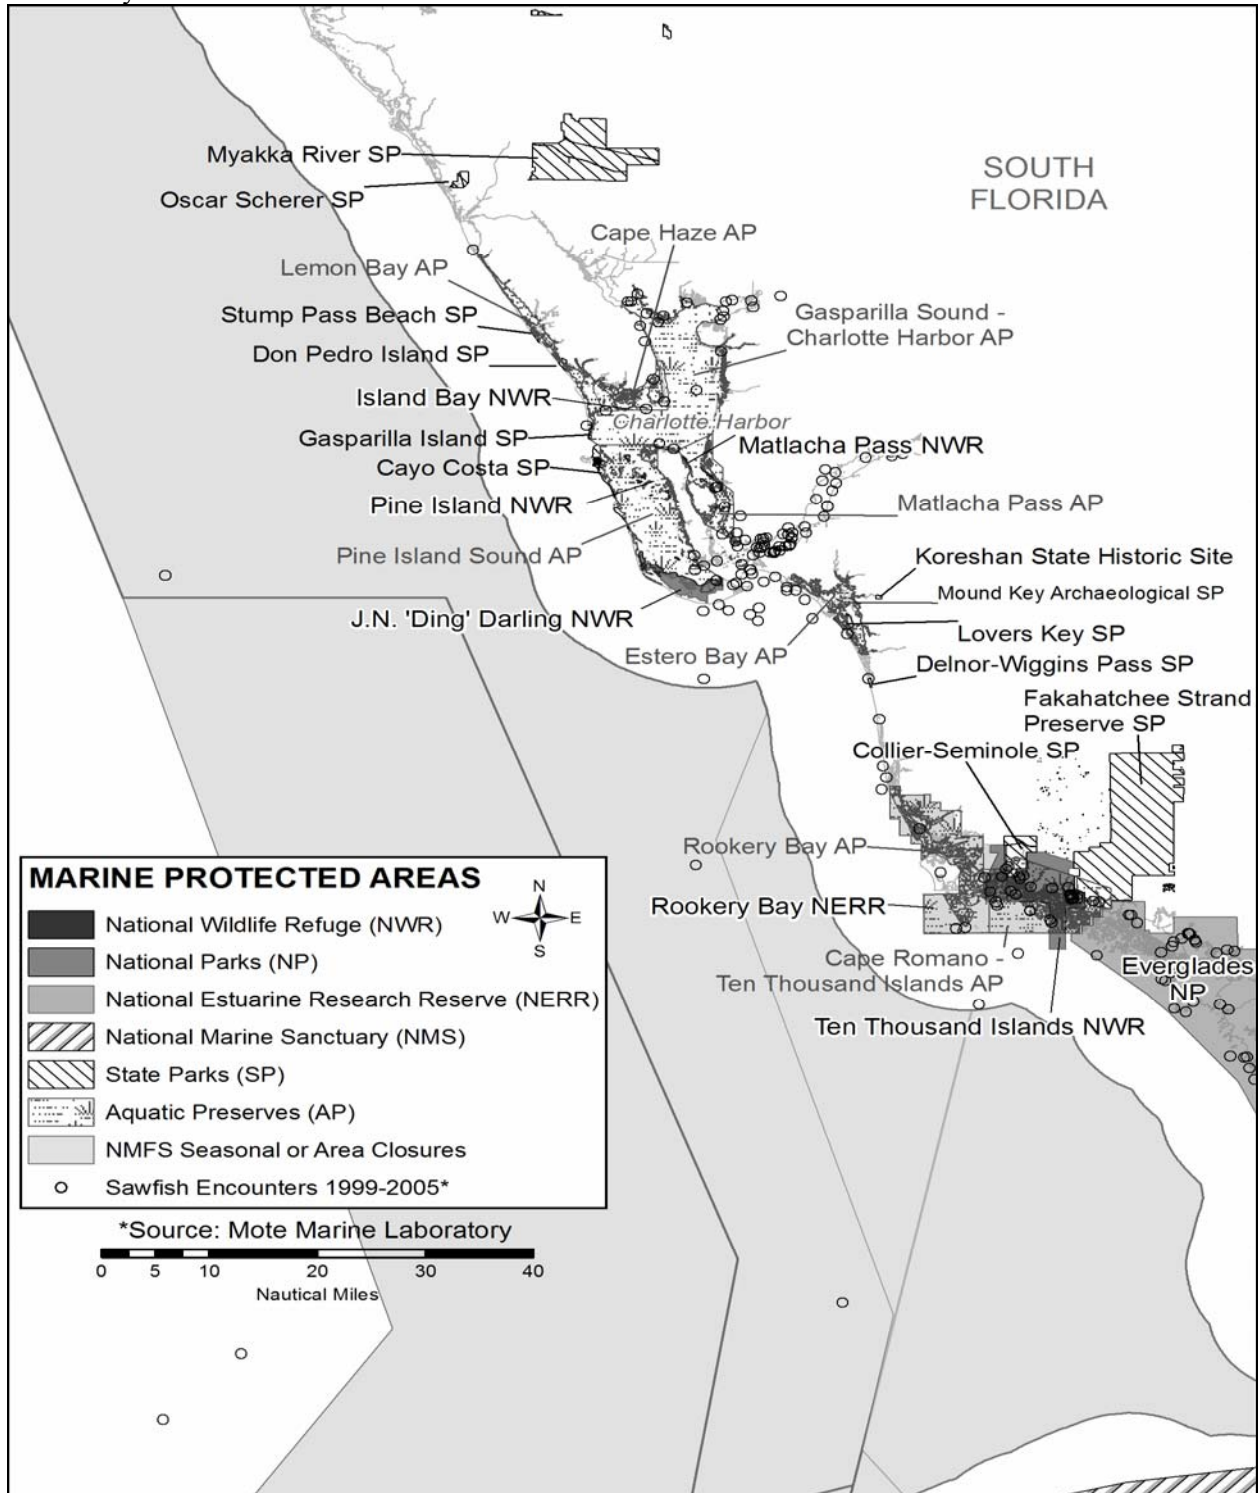 Myakka River SP
Oscar Scherer SP
SOUTH
FLORIDA
Cape Haze AP
Lemon Bay AP
Stump Pass Beach SP
Gasparilla Sound -
Charlotte Harbor AP
Don Pedro Island SP
Island Bay NWR
Charlotte Harbor
Gasparilla Island SP
Matlacha Pass NWR
Cayo Costa SP
Pine Island NWR
Matlacha Pass AP
Pine Island Sound AP
Koreshan State Historic Site
Mound Key Archaeological SP
J.N. 'Ding' Darling NWR
Lovers Key SP
Estero Bay AP
Delnor-Wiggins Pass SP
Fakahatchee Strand
Preserve SP
Collier-Seminole SP
Rookery Bay AP
Rookery Bay NERR
Cape Romano -
Ten Thousand Islands AP
Everglades
NP
Ten Thousand Islands NWR
MARINE PROTECTED AREAS
N
W E
S
National Wildlife Refuge (NWR)
National Parks (NP)
National Estuarine Research Reserve (NERR)
National Marine Sanctuary (NMS)
State Parks (SP)
Aquatic Preserves (AP)
NMFS Seasonal or Area Closures
Sawfish Encounters 1999-2005*
*Source: Mote Marine Laboratory
0 5 10 20 30 40
Nautical Miles